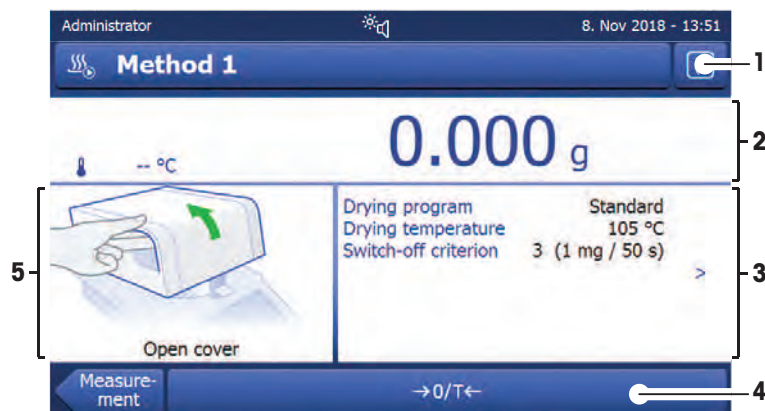 Administrator 8. Nov 2018 - 13:51
Method 1
1
0.000 g
2
-- °C
Drying program Standard
Drying temperature 105 °C
Switch-off criterion 3 (1 mg / 50 s)
>
3
5
Open cover
Measure-
ment
→0/T←
4